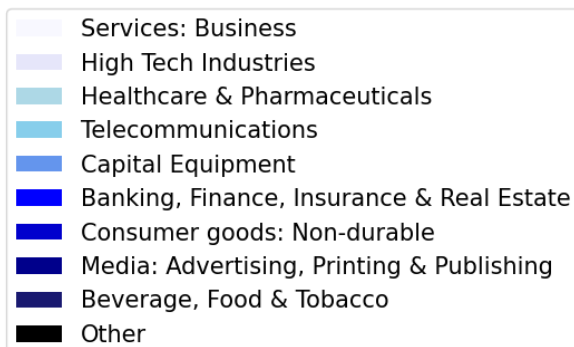 Services: Business
High Tech Industries
Healthcare & Pharmaceuticals
Telecommunications
Capital Equipment
Banking, Finance, Insurance & Real Estate
Consumer goods: Non-durable
Media: Advertising, Printing & Publishing
Beverage, Food & Tobacco
Other